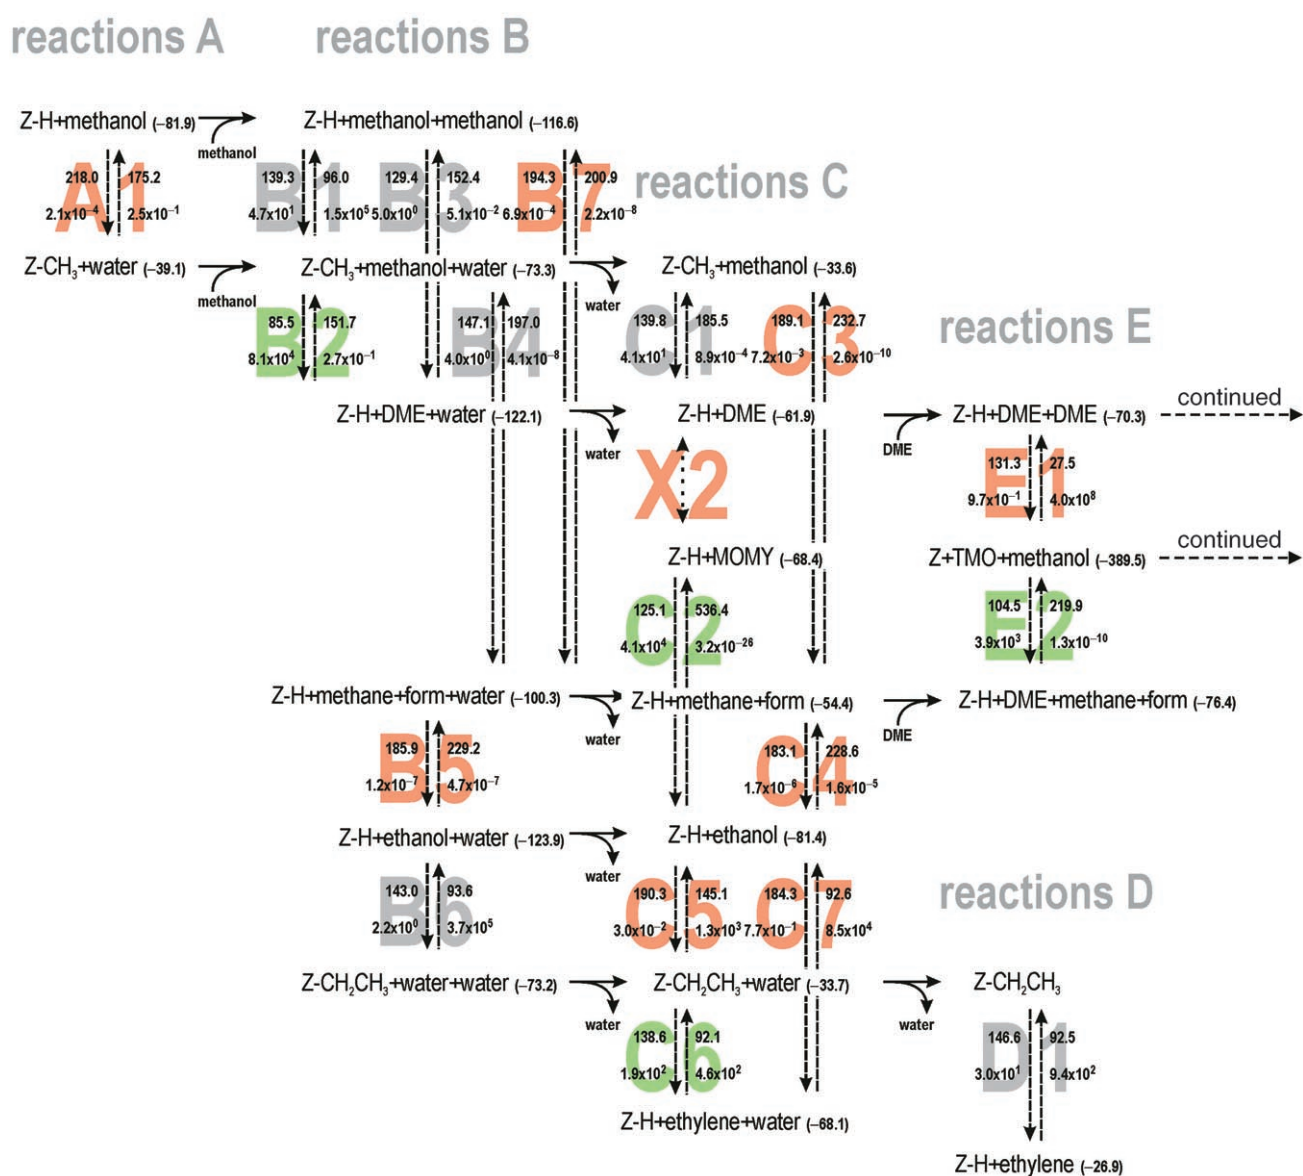 reactions A reactions B
Z-H+methanol (–81.9) Z-H+methanol+methanol (–116.6)
methanol
A1 218.0 175.2 2.1x10⁻⁴ 2.5x10⁻¹
B1 139.3 96.0 4.7x10¹ 1.5x10⁵
B3 129.4 152.4 5.0x10⁰ 5.1x10⁻²
B7 194.3 200.9 6.9x10⁻⁴ 2.2x10⁻⁸
reactions C
Z-CH₃+water (–39.1) Z-CH₃+methanol+water (–73.3) Z-CH₃+methanol (–33.6)
methanol water
B2 85.5 151.7 8.1x10⁴ 2.7x10⁻¹
B4 147.1 197.0 4.0x10⁰ 4.1x10⁻⁸
C1 139.8 185.5 4.1x10¹ 8.9x10⁻⁴
C3 189.1 232.7 7.2x10⁻³ 2.6x10⁻¹⁰
reactions E
Z-H+DME+water (–122.1) Z-H+DME (–61.9) Z-H+DME+DME (–70.3) continued
water DME
X2
E1 131.3 27.5 9.7x10⁻¹ 4.0x10⁸
Z-H+MOMY (–68.4) Z+TMO+methanol (–389.5) continued
C2 125.1 536.4 4.1x10⁴ 3.2x10⁻²⁶
E2 104.5 219.9 3.9x10³ 1.3x10⁻¹⁰
Z-H+methane+form+water (–100.3) Z-H+methane+form (–54.4) Z-H+DME+methane+form (–76.4)
water DME
B5 185.9 229.2 1.2x10⁻⁷ 4.7x10⁻⁷
C4 183.1 228.6 1.7x10⁻⁶ 1.6x10⁻⁵
Z-H+ethanol+water (–123.9) Z-H+ethanol (–81.4)
water
B6 143.0 93.6 2.2x10⁰ 3.7x10⁵
C5 190.3 145.1 3.0x10⁻² 1.3x10³
C7 184.3 92.6 7.7x10⁻¹ 8.5x10⁴
reactions D
Z-CH₂CH₃+water+water (–73.2) Z-CH₂CH₃+water (–33.7) Z-CH₂CH₃
water water
C6 138.6 92.1 1.9x10² 4.6x10²
D1 146.6 92.5 3.0x10¹ 9.4x10²
Z-H+ethylene+water (–68.1)
Z-H+ethylene (–26.9)